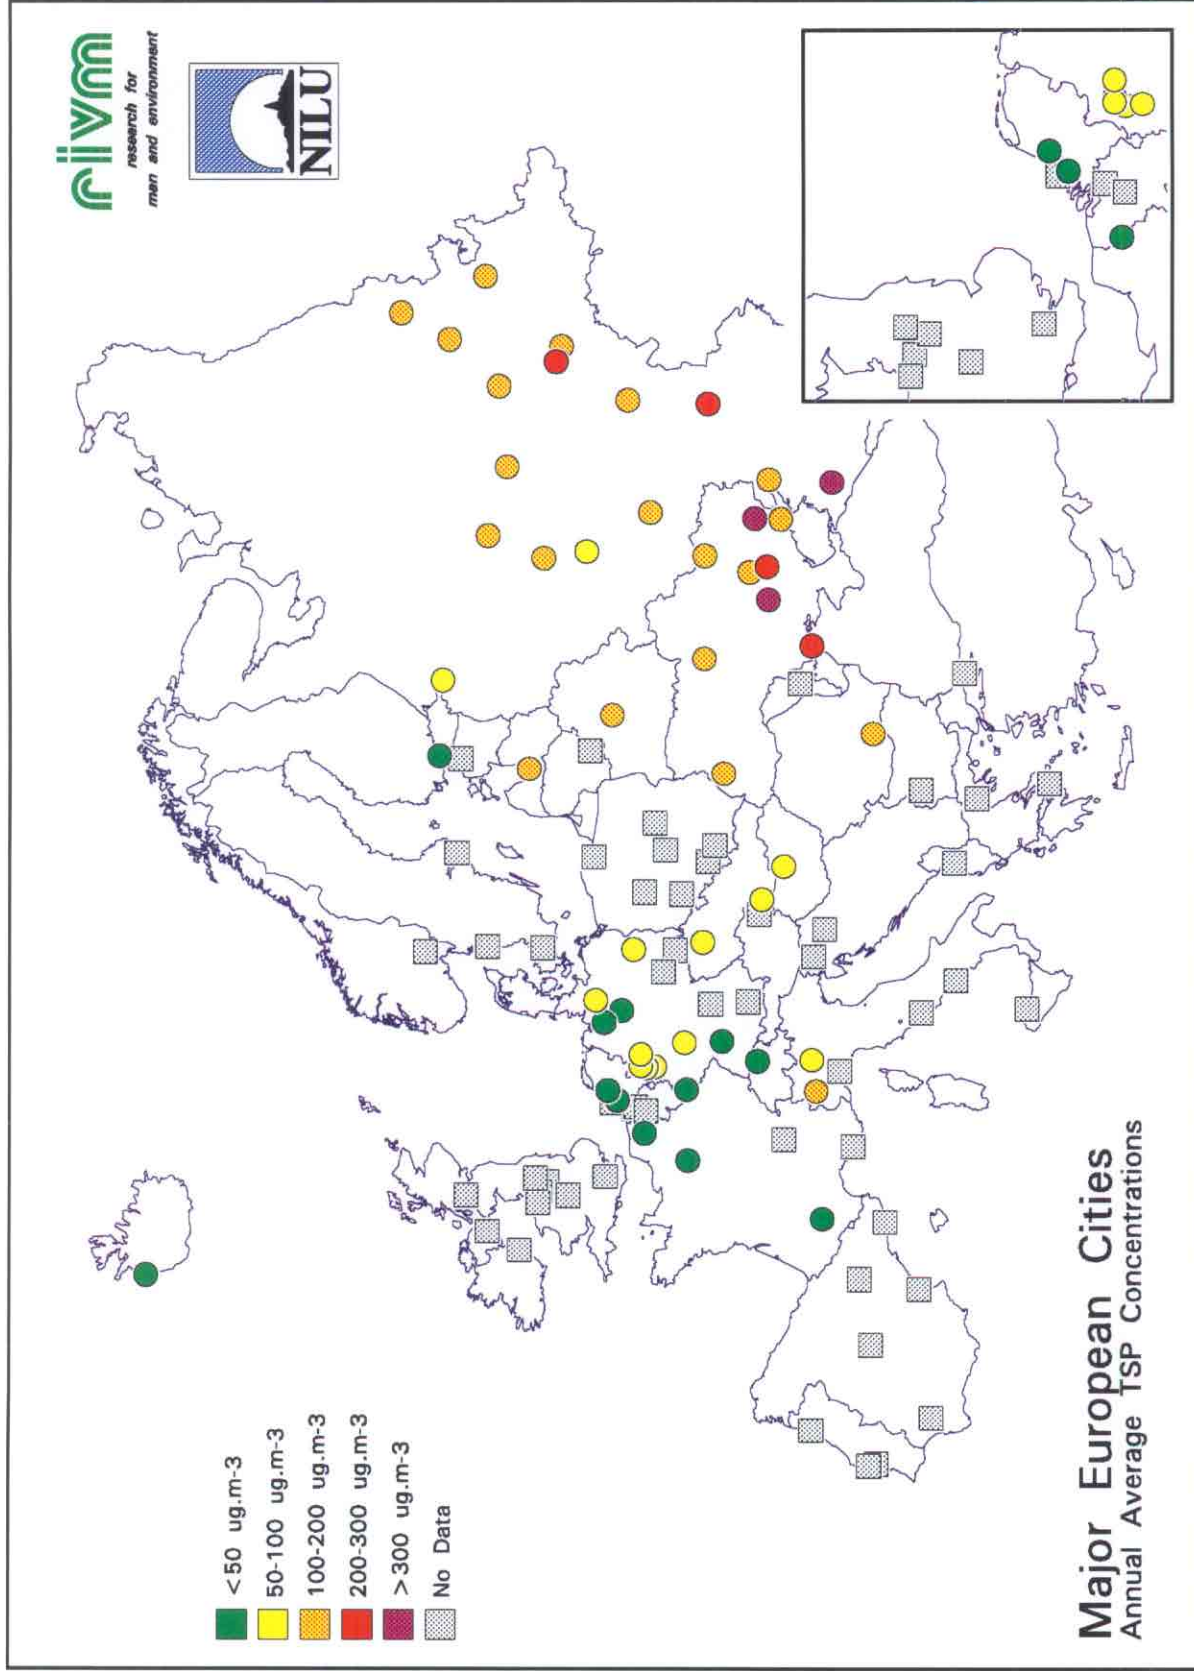 riivm
research for
man and environment
NILU
<50 ug.m-3
50-100 ug.m-3
100-200 ug.m-3
200-300 ug.m-3
>300 ug.m-3
No Data
Major European Cities
Annual Average TSP Concentrations